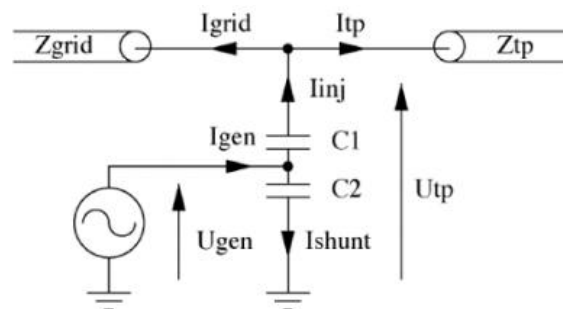 Igrid Itp
Zgrid Ztp
Iinj
Igen C1
C2 Utp
Ugen Ishunt